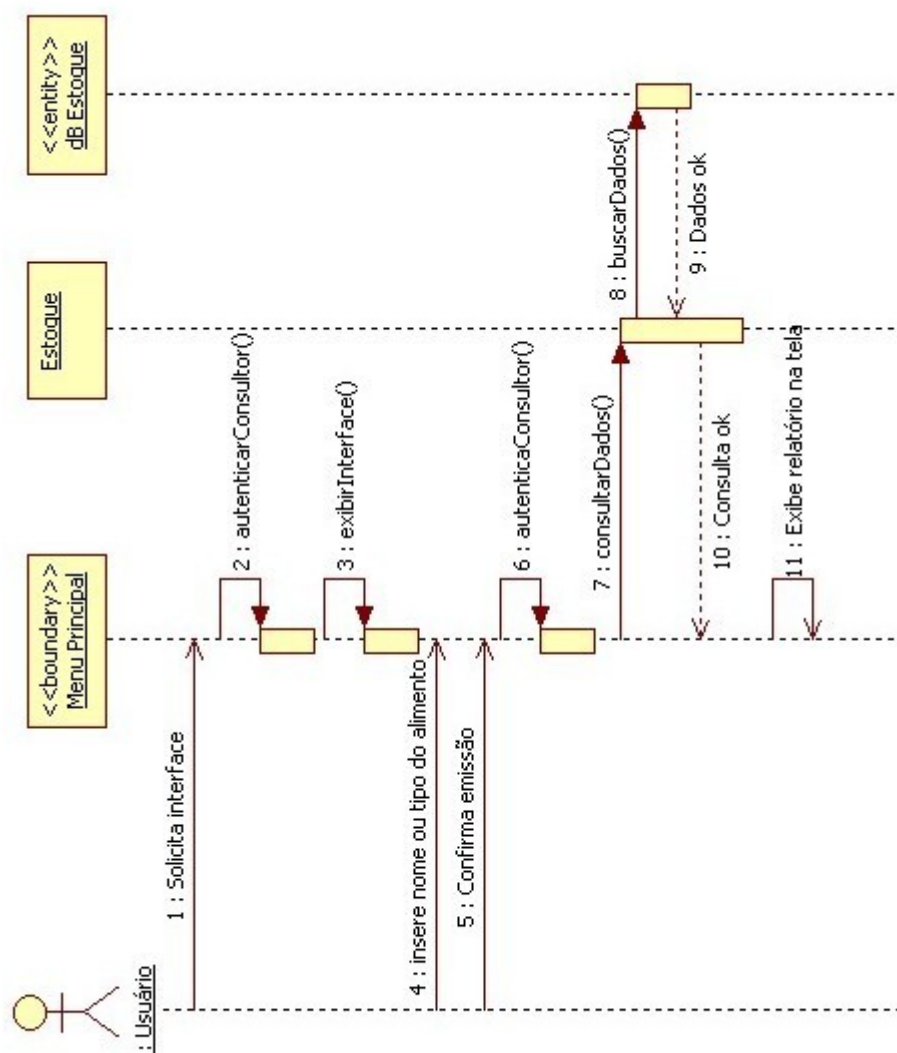 : Usuário
<<boundary>>
Menu Principal
Estoque
<<entity>>
dB Estoque
1 : Solicita interface
2 : autenticarConsultor()
3 : exibirInterface()
4 : insere nome ou tipo do alimento
5 : Confirma emissão
6 : autenticaConsultor()
7 : consultarDados()
8 : buscarDados()
9 : Dados ok
10 : Consulta ok
11 : Exibe relatório na tela